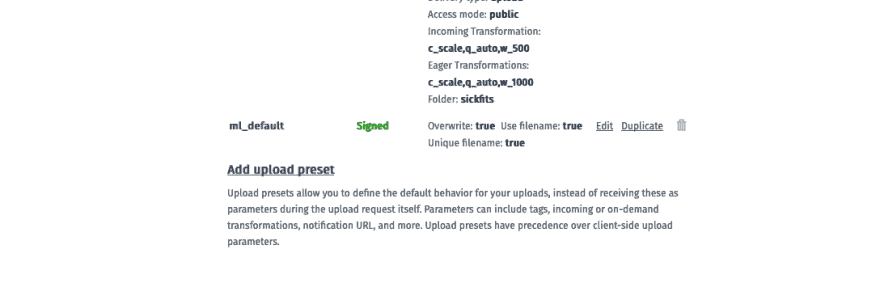 Delivery type: upload
Access mode: public
Incoming Transformation:
c_scale,q_auto,w_500
Eager Transformations:
c_scale,q_auto,w_1000
Folder: sickfits
ml_default Signed Overwrite: true Use filename: true Edit Duplicate
Unique filename: true
Add upload preset
Upload presets allow you to define the default behavior for your uploads, instead of receiving these as
parameters during the upload request itself. Parameters can include tags, incoming or on-demand
transformations, notification URL, and more. Upload presets have precedence over client-side upload
parameters.